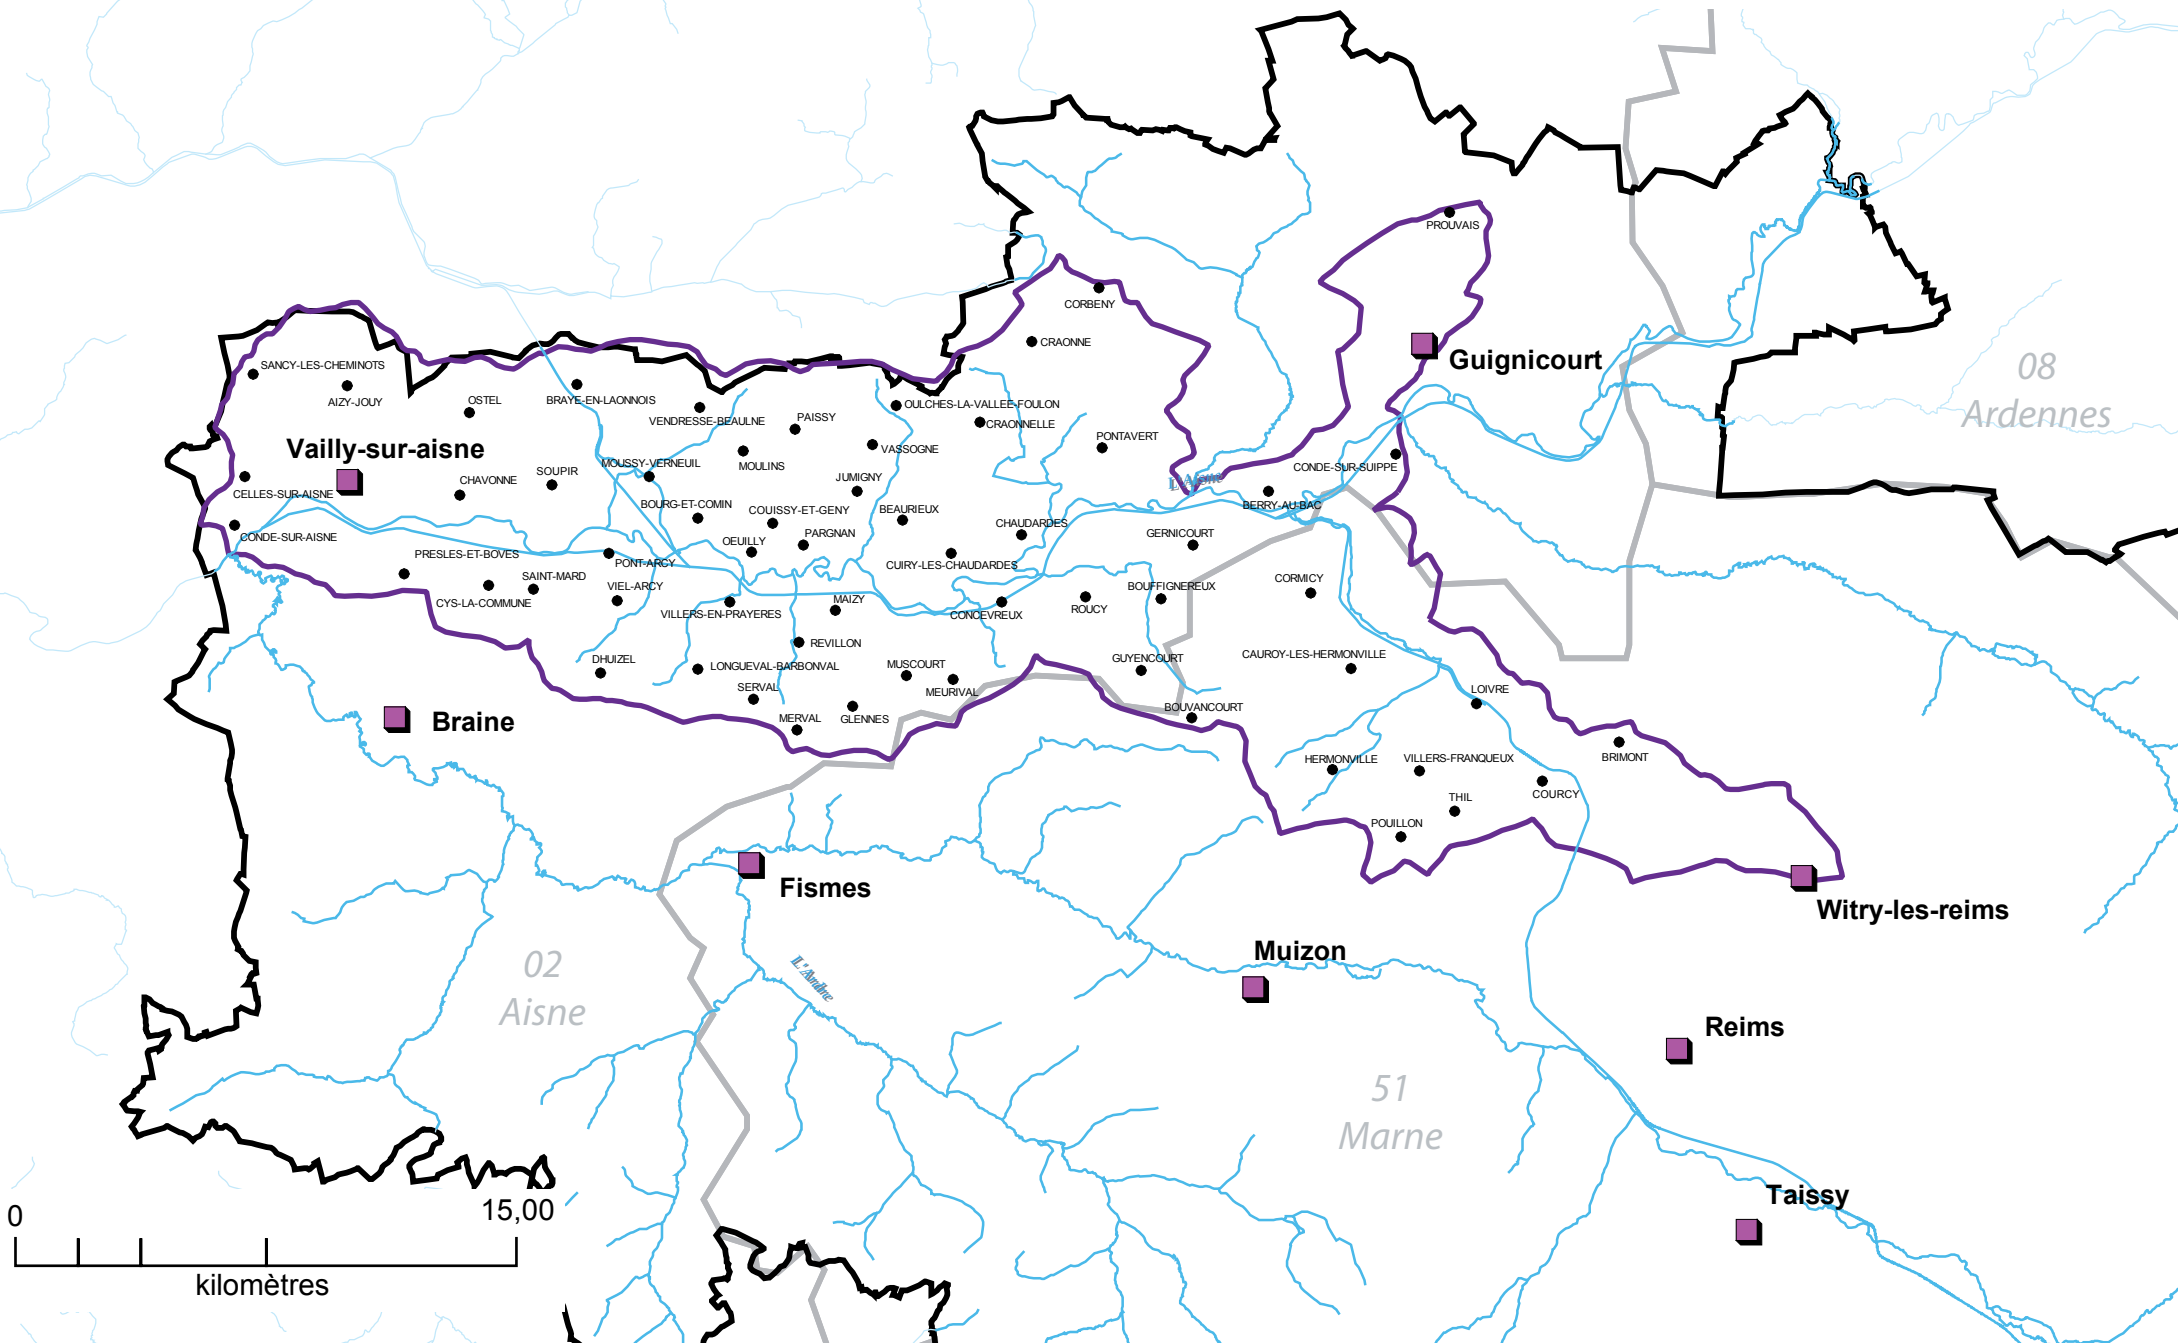 PROUVAIS
CORBENY
CRAONNE
Guignicourt
08
Ardennes
SANCY-LES-CHEMINOTS
AIZY-JOUY
OSTEL
BRAYE-EN-LAONNOIS
VENDRESSE-BEAULNE
PAISSY
OULCHES-LA-VALLEE-FOULON
CRAONNELLE
PONTAVERT
Vailly-sur-aisne
MOUSSY-VERNEUIL
MOULINS
VASSOGNE
CONDE-SUR-SUIPPE
CHAVONNE
SOUPIR
JUMIGNY
L'Aisne
CELLES-SUR-AISNE
BOURG-ET-COMIN
COUISSY-ET-GENY
BEAURIEUX
BERRY-AU-BAC
CHAUDARDES
CONDE-SUR-AISNE
OEUILLY
PARGNAN
GERNICOURT
PRESLES-ET-BOVES
PONT-ARCY
CUIRY-LES-CHAUDARDES
SAINT-MARD
VIEL-ARCY
BOUFFIGNEREUX
CORMICY
CYS-LA-COMMUNE
VILLERS-EN-PRAYERES
MAIZY
CONCEVREUX
ROUCY
REVILLON
DHUIZEL
LONGUEVAL-BARBONVAL
MUSCOURT
GUYENCOURT
CAUROY-LES-HERMONVILLE
SERVAL
MEURIVAL
LOIVRE
MERVAL
GLENNES
BOUVANCOURT
Braine
HERMONVILLE
VILLERS-FRANQUEUX
BRIMONT
THIL
COURCY
POUILLON
Fismes
Witry-les-reims
02
Aisne
L'Ardre
Muizon
Reims
51
Marne
Taissy
0
15,00
kilomètres